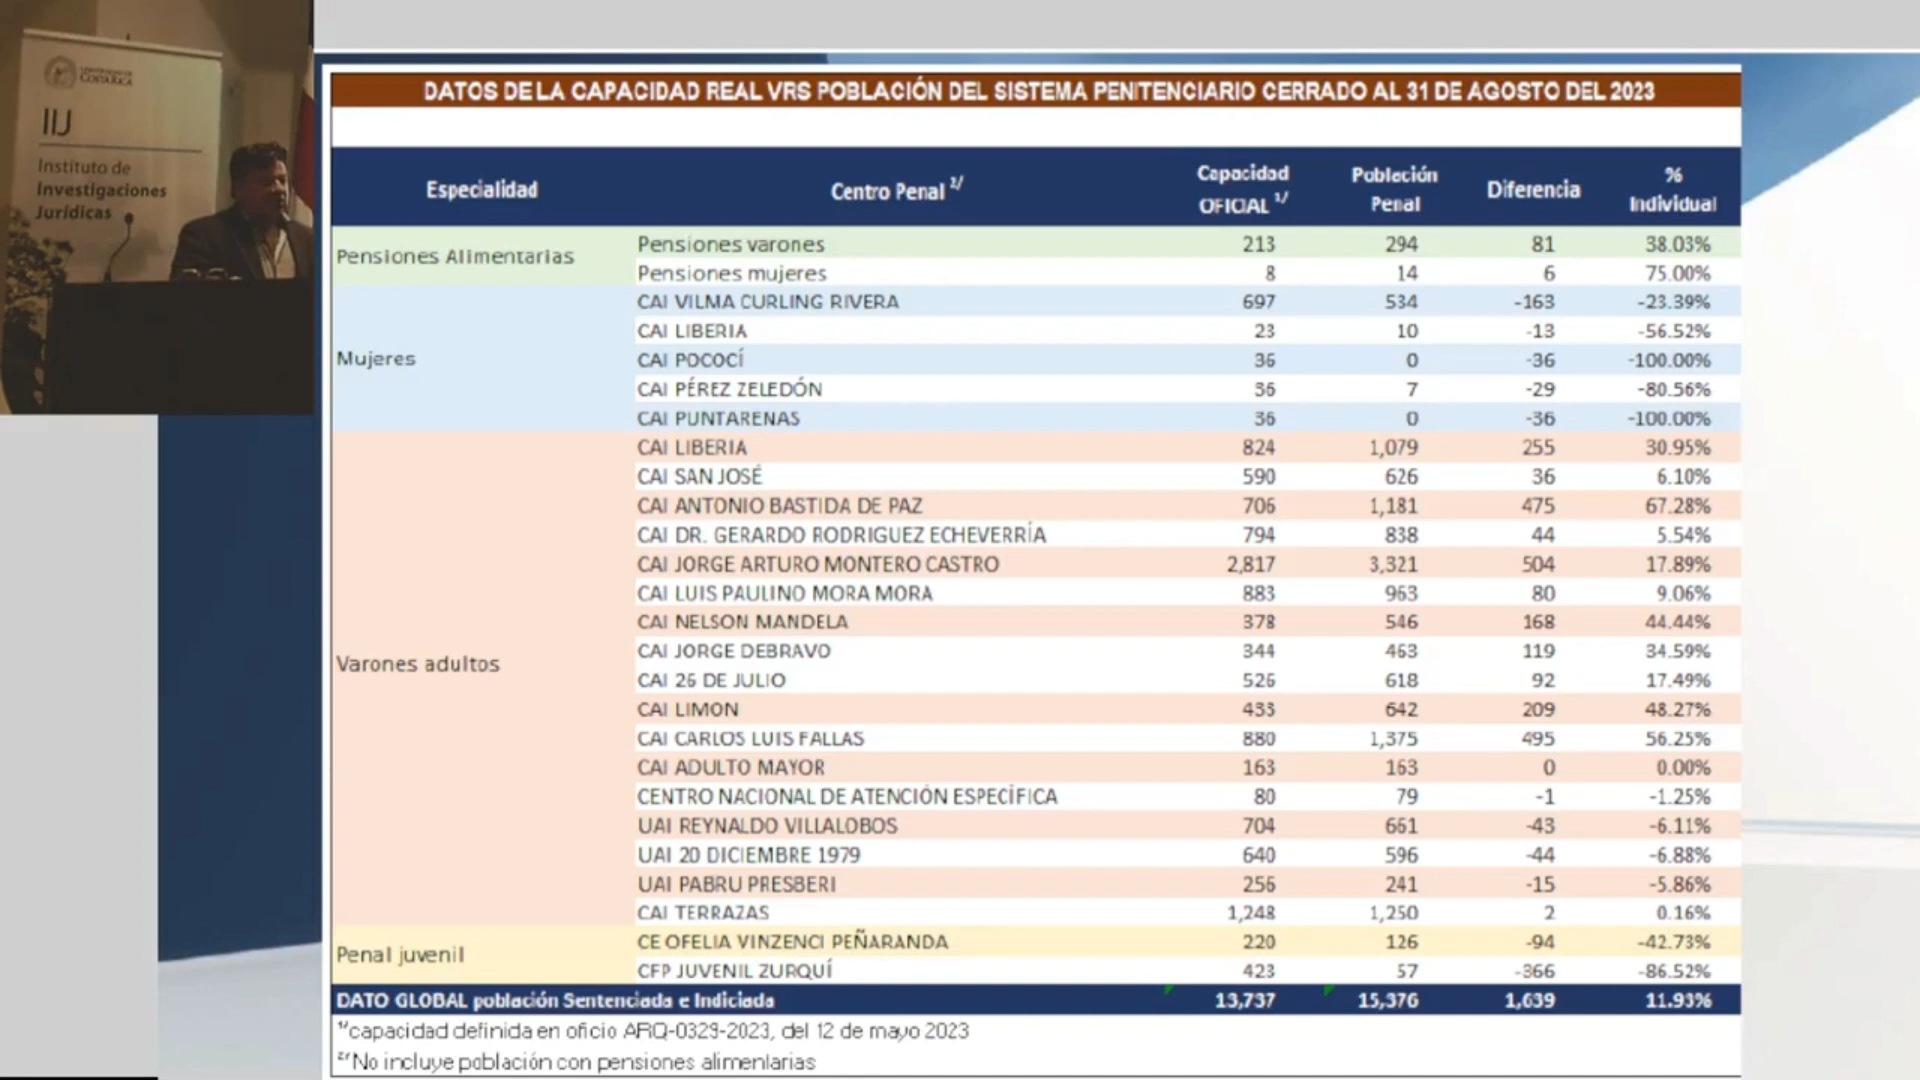 UNIVERSIDAD DE
COSTA RICA
IIJ
Instituto de
Investigaciones
Jurídicas
DATOS DE LA CAPACIDAD REAL VRS POBLACIÓN DEL SISTEMA PENITENCIARIO CERRADO AL 31 DE AGOSTO DEL 2023
Especialidad Centro Penal 2/ Capacidad OFICIAL 1/ Población Penal Diferencia % Individual
Pensiones Alimentarias
Pensiones varones 213 294 81 38.03%
Pensiones mujeres 8 14 6 75.00%
Mujeres
CAI VILMA CURLING RIVERA 697 534 -163 -23.39%
CAI LIBERIA 23 10 -13 -56.52%
CAI POCOCÍ 36 0 -36 -100.00%
CAI PÉREZ ZELEDÓN 36 7 -29 -80.56%
CAI PUNTARENAS 36 0 -36 -100.00%
Varones adultos
CAI LIBERIA 824 1,079 255 30.95%
CAI SAN JOSÉ 590 626 36 6.10%
CAI ANTONIO BASTIDA DE PAZ 706 1,181 475 67.28%
CAI DR. GERARDO RODRIGUEZ ECHEVERRÍA 794 838 44 5.54%
CAI JORGE ARTURO MONTERO CASTRO 2,817 3,321 504 17.89%
CAI LUIS PAULINO MORA MORA 883 963 80 9.06%
CAI NELSON MANDELA 378 546 168 44.44%
CAI JORGE DEBRAVO 344 463 119 34.59%
CAI 26 DE JULIO 526 618 92 17.49%
CAI LIMON 433 642 209 48.27%
CAI CARLOS LUIS FALLAS 880 1,375 495 56.25%
CAI ADULTO MAYOR 163 163 0 0.00%
CENTRO NACIONAL DE ATENCIÓN ESPECÍFICA 80 79 -1 -1.25%
UAI REYNALDO VILLALOBOS 704 661 -43 -6.11%
UAI 20 DICIEMBRE 1979 640 596 -44 -6.88%
UAI PABRU PRESBERI 256 241 -15 -5.86%
CAI TERRAZAS 1,248 1,250 2 0.16%
Penal juvenil
CE OFELIA VINZENCI PEÑARANDA 220 126 -94 -42.73%
CFP JUVENIL ZURQUÍ 423 57 -366 -86.52%
DATO GLOBAL población Sentenciada e Indiciada 13,737 15,376 1,639 11.93%
1/capacidad definida en oficio ARQ-0329-2023, del 12 de mayo 2023
2/No incluye población con pensiones alimentarias